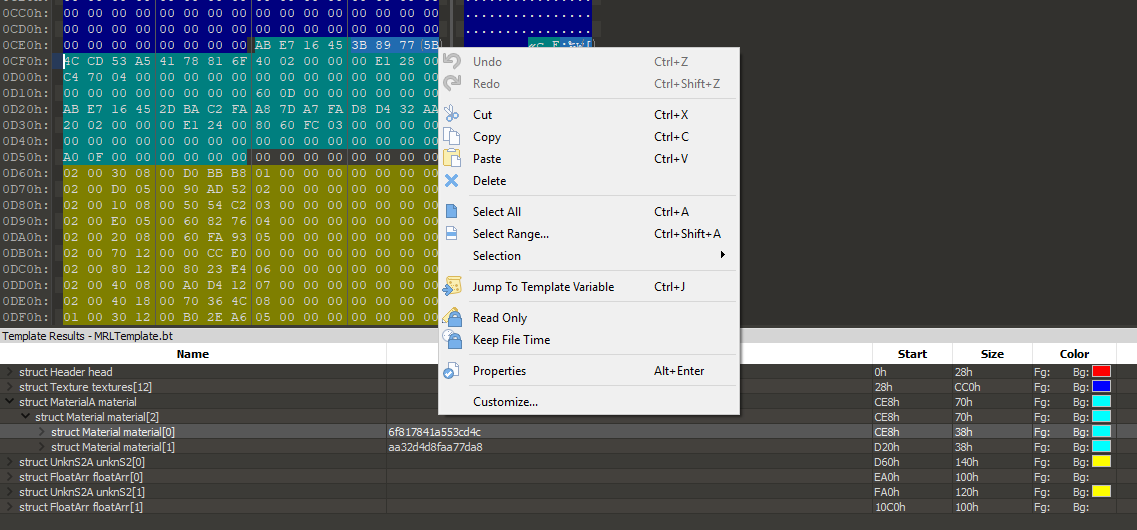 0CC0h: 00 00 00 00 00 00 00 00 00 00 00 00 00 00 00 00 ................
0CD0h: 00 00 00 00 00 00 00 00 00 00 00 00 00 00 00 00 ................
0CE0h: 00 00 00 00 00 00 00 00 AB E7 16 45 3B 89 77 5B «ç.E;‰w[
0CF0h: 4C CD 53 A5 41 78 81 6F 40 02 00 00 00 E1 28 00
0D00h: C4 70 04 00 00 00 00 00 00 00 00 00 00 00 00 00
0D10h: 00 00 00 00 00 00 00 00 60 0D 00 00 00 00 00 00
0D20h: AB E7 16 45 2D BA C2 FA A8 7D A7 FA D8 D4 32 AA
0D30h: 20 02 00 00 00 E1 24 00 80 60 FC 03 00 00 00 00
0D40h: 00 00 00 00 00 00 00 00 00 00 00 00 00 00 00 00
0D50h: A0 0F 00 00 00 00 00 00 00 00 00 00 00 00 00 00
0D60h: 02 00 30 08 00 D0 BB B8 01 00 00 00 00 00 00 00
0D70h: 02 00 D0 05 00 90 AD 52 02 00 00 00 00 00 00 00
0D80h: 02 00 10 08 00 50 54 C2 03 00 00 00 00 00 00 00
0D90h: 02 00 E0 05 00 60 82 76 04 00 00 00 00 00 00 00
0DA0h: 02 00 20 08 00 60 FA 93 05 00 00 00 00 00 00 00
0DB0h: 02 00 70 12 00 00 CC E0 00 00 00 00 00 00 00 00
0DC0h: 02 00 80 12 00 80 23 E4 06 00 00 00 00 00 00 00
0DD0h: 02 00 40 08 00 A0 D4 12 07 00 00 00 00 00 00 00
0DE0h: 02 00 40 18 00 70 36 4C 08 00 00 00 00 00 00 00
0DF0h: 01 00 30 12 00 B0 2E A6 05 00 00 00 00 00 00 00
Undo Ctrl+Z
Redo Ctrl+Shift+Z
Cut Ctrl+X
Copy Ctrl+C
Paste Ctrl+V
Delete
Select All Ctrl+A
Select Range... Ctrl+Shift+A
Selection
Jump To Template Variable Ctrl+J
Read Only
Keep File Time
Properties Alt+Enter
Customize...
Template Results - MRLTemplate.bt
Name Start Size Color
struct Header head 0h 28h Fg: Bg:
struct Texture textures[12] 28h CC0h Fg: Bg:
struct MaterialA material CE8h 70h Fg: Bg:
struct Material material[2] CE8h 70h Fg: Bg:
struct Material material[0] 6f817841a553cd4c CE8h 38h Fg: Bg:
struct Material material[1] aa32d4d8faa77da8 D20h 38h Fg: Bg:
struct UnknS2A unknS2[0] D60h 140h Fg: Bg:
struct FloatArr floatArr[0] EA0h 100h Fg: Bg:
struct UnknS2A unknS2[1] FA0h 120h Fg: Bg:
struct FloatArr floatArr[1] 10C0h 100h Fg: Bg: